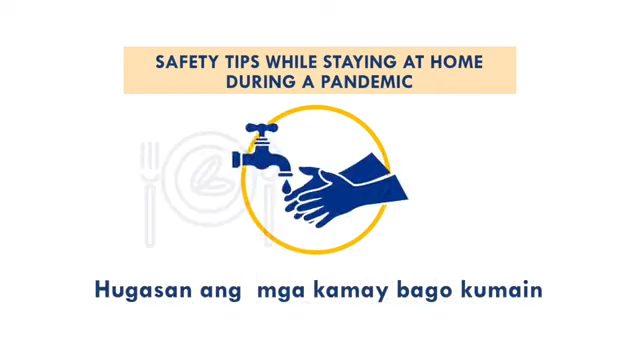 SAFETY TIPS WHILE STAYING AT HOME
DURING A PANDEMIC
Hugasan ang mga kamay bago kumain